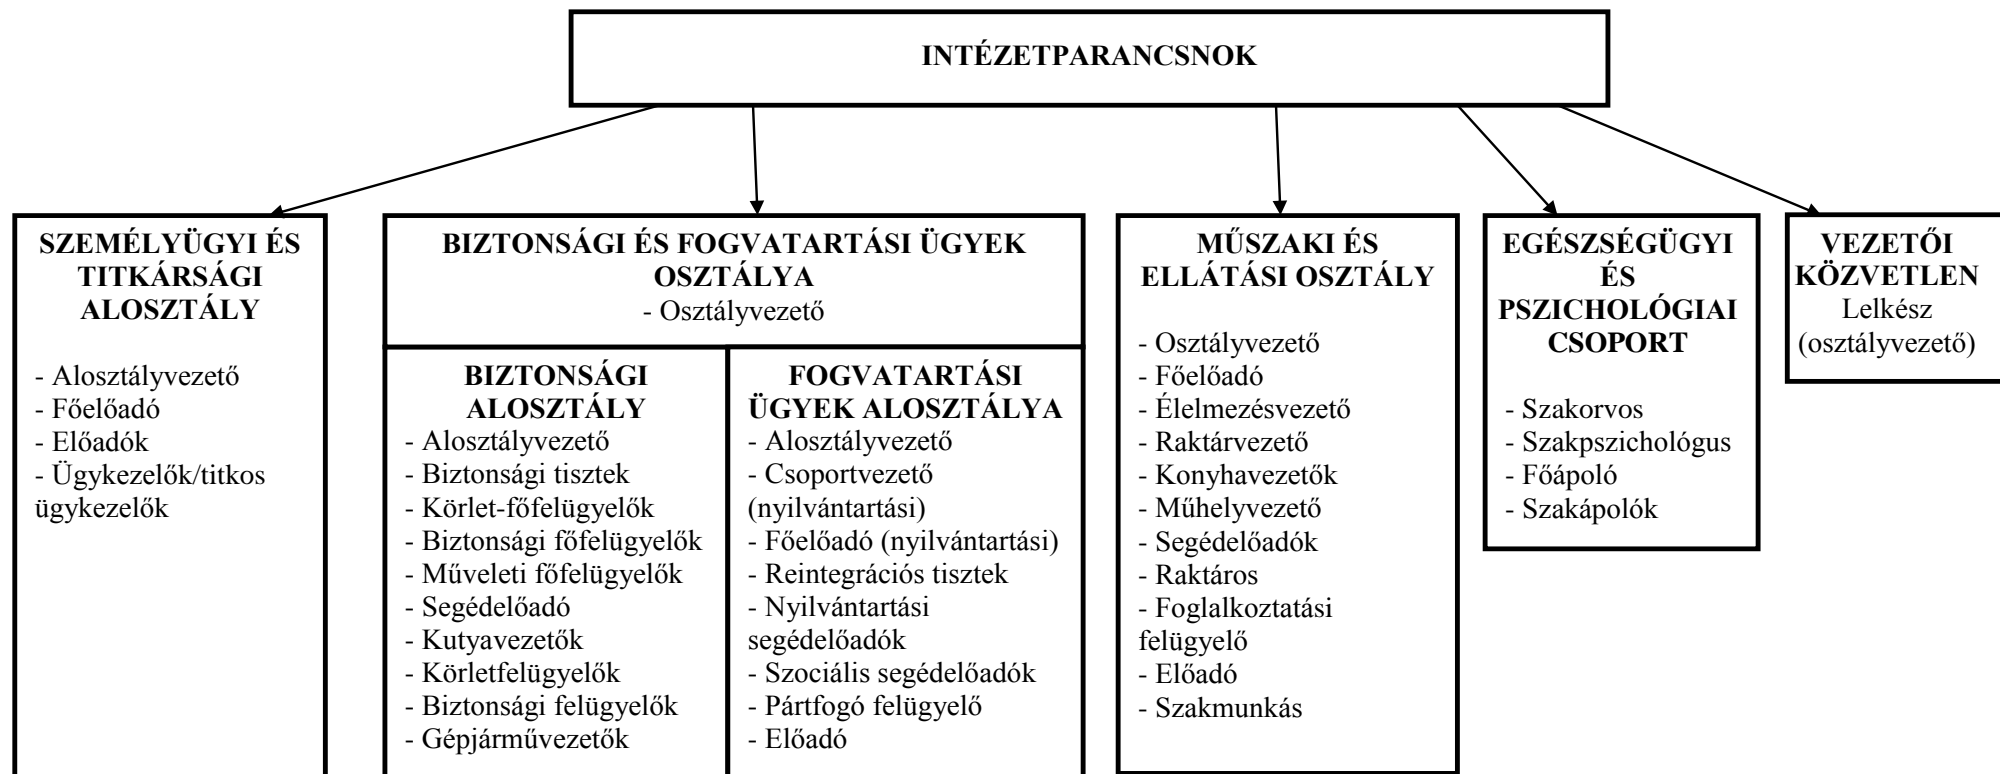 INTÉZETPARANCSNOK
SZEMÉLYÜGYI ÉS
TITKÁRSÁGI
ALOSZTÁLY
- Alosztályvezető
- Főelőadó
- Előadók
- Ügykezelők/titkos
ügykezelők
BIZTONSÁGI ÉS FOGVATARTÁSI ÜGYEK
OSZTÁLYA
- Osztályvezető
BIZTONSÁGI
ALOSZTÁLY
- Alosztályvezető
- Biztonsági tisztek
- Körlet-főfelügyelők
- Biztonsági főfelügyelők
- Műveleti főfelügyelők
- Segédelőadó
- Kutyavezetők
- Körletfelügyelők
- Biztonsági felügyelők
- Gépjárművezetők
FOGVATARTÁSI
ÜGYEK ALOSZTÁLYA
- Alosztályvezető
- Csoportvezető
(nyilvántartási)
- Főelőadó (nyilvántartási)
- Reintegrációs tisztek
- Nyilvántartási
segédelőadók
- Szociális segédelőadók
- Pártfogó felügyelő
- Előadó
MŰSZAKI ÉS
ELLÁTÁSI OSZTÁLY
- Osztályvezető
- Főelőadó
- Élelmezésvezető
- Raktárvezető
- Konyhavezetők
- Műhelyvezető
- Segédelőadók
- Raktáros
- Foglalkoztatási
felügyelő
- Előadó
- Szakmunkás
EGÉSZSÉGÜGYI
ÉS
PSZICHOLÓGIAI
CSOPORT
- Szakorvos
- Szakpszichológus
- Főápoló
- Szakápolók
VEZETŐI
KÖZVETLEN
Lelkész
(osztályvezető)